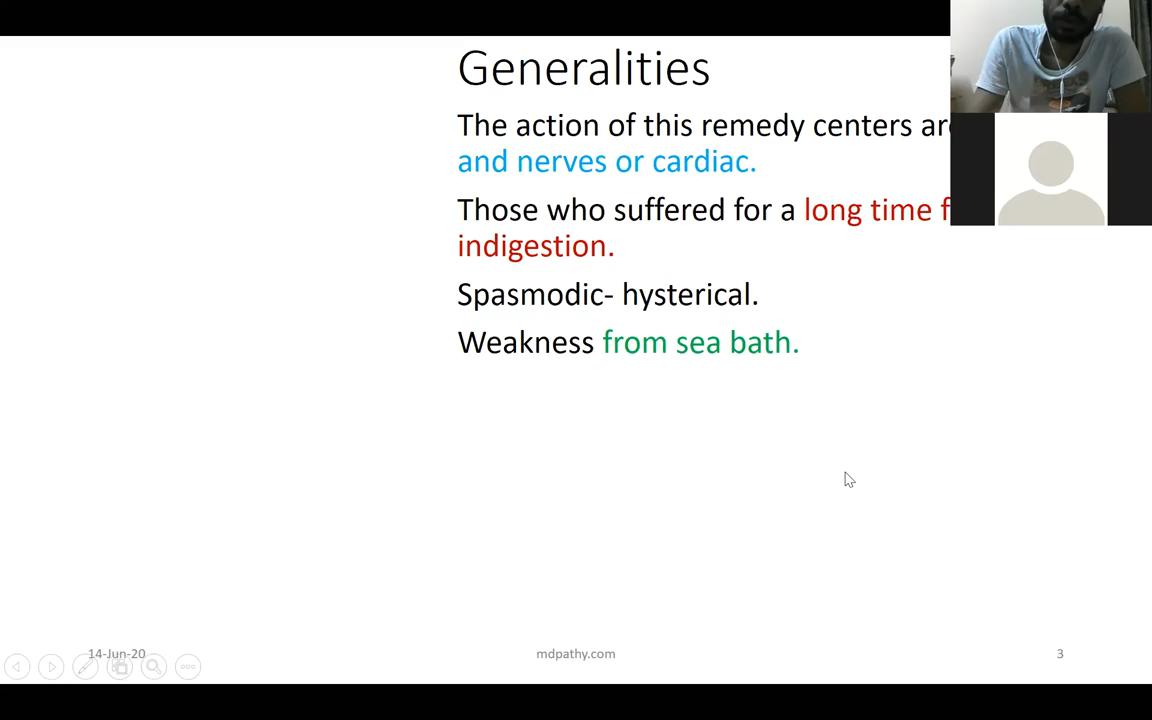 Generalities
The action of this remedy centers
and nerves or cardiac.
Those who suffered for a long time
indigestion.
Spasmodic- hysterical.
Weakness from sea bath.
14-Jun-20
mdpathy.com
3